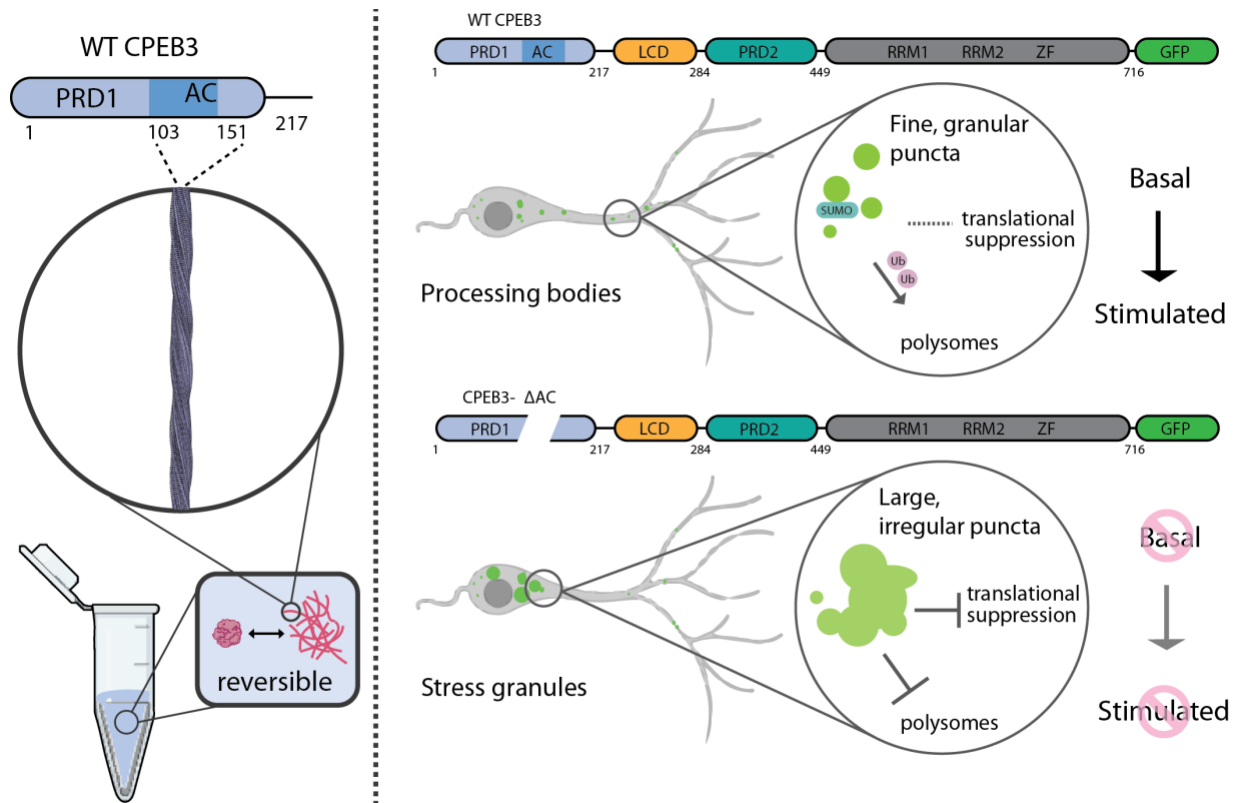 WT CPEB3
PRD1 AC
1 103 151 217
reversible
WT CPEB3
PRD1 AC LCD PRD2 RRM1 RRM2 ZF GFP
1 217 284 449 716
Fine, granular
puncta
SUMO
translational
suppression
Ub
Ub
polysomes
Processing bodies
Basal
Stimulated
CPEB3- ΔAC
PRD1 LCD PRD2 RRM1 RRM2 ZF GFP
1 217 284 449 716
Large,
irregular puncta
translational
suppression
polysomes
Stress granules
Basal
Stimulated